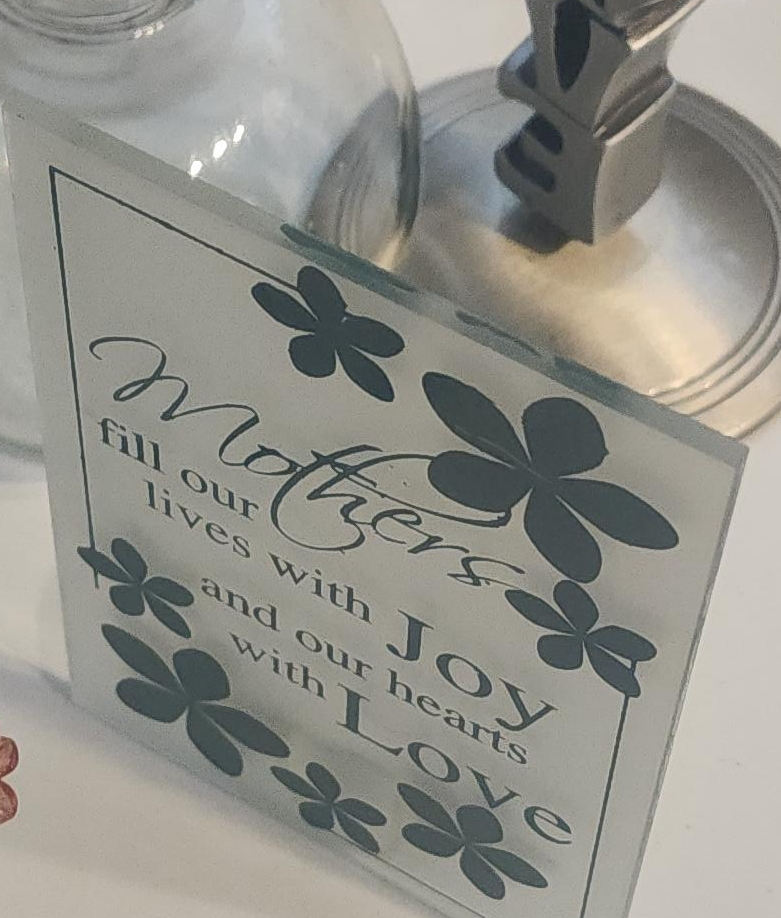 Mothers
fill our
lives with Joy
and our hearts
with Love